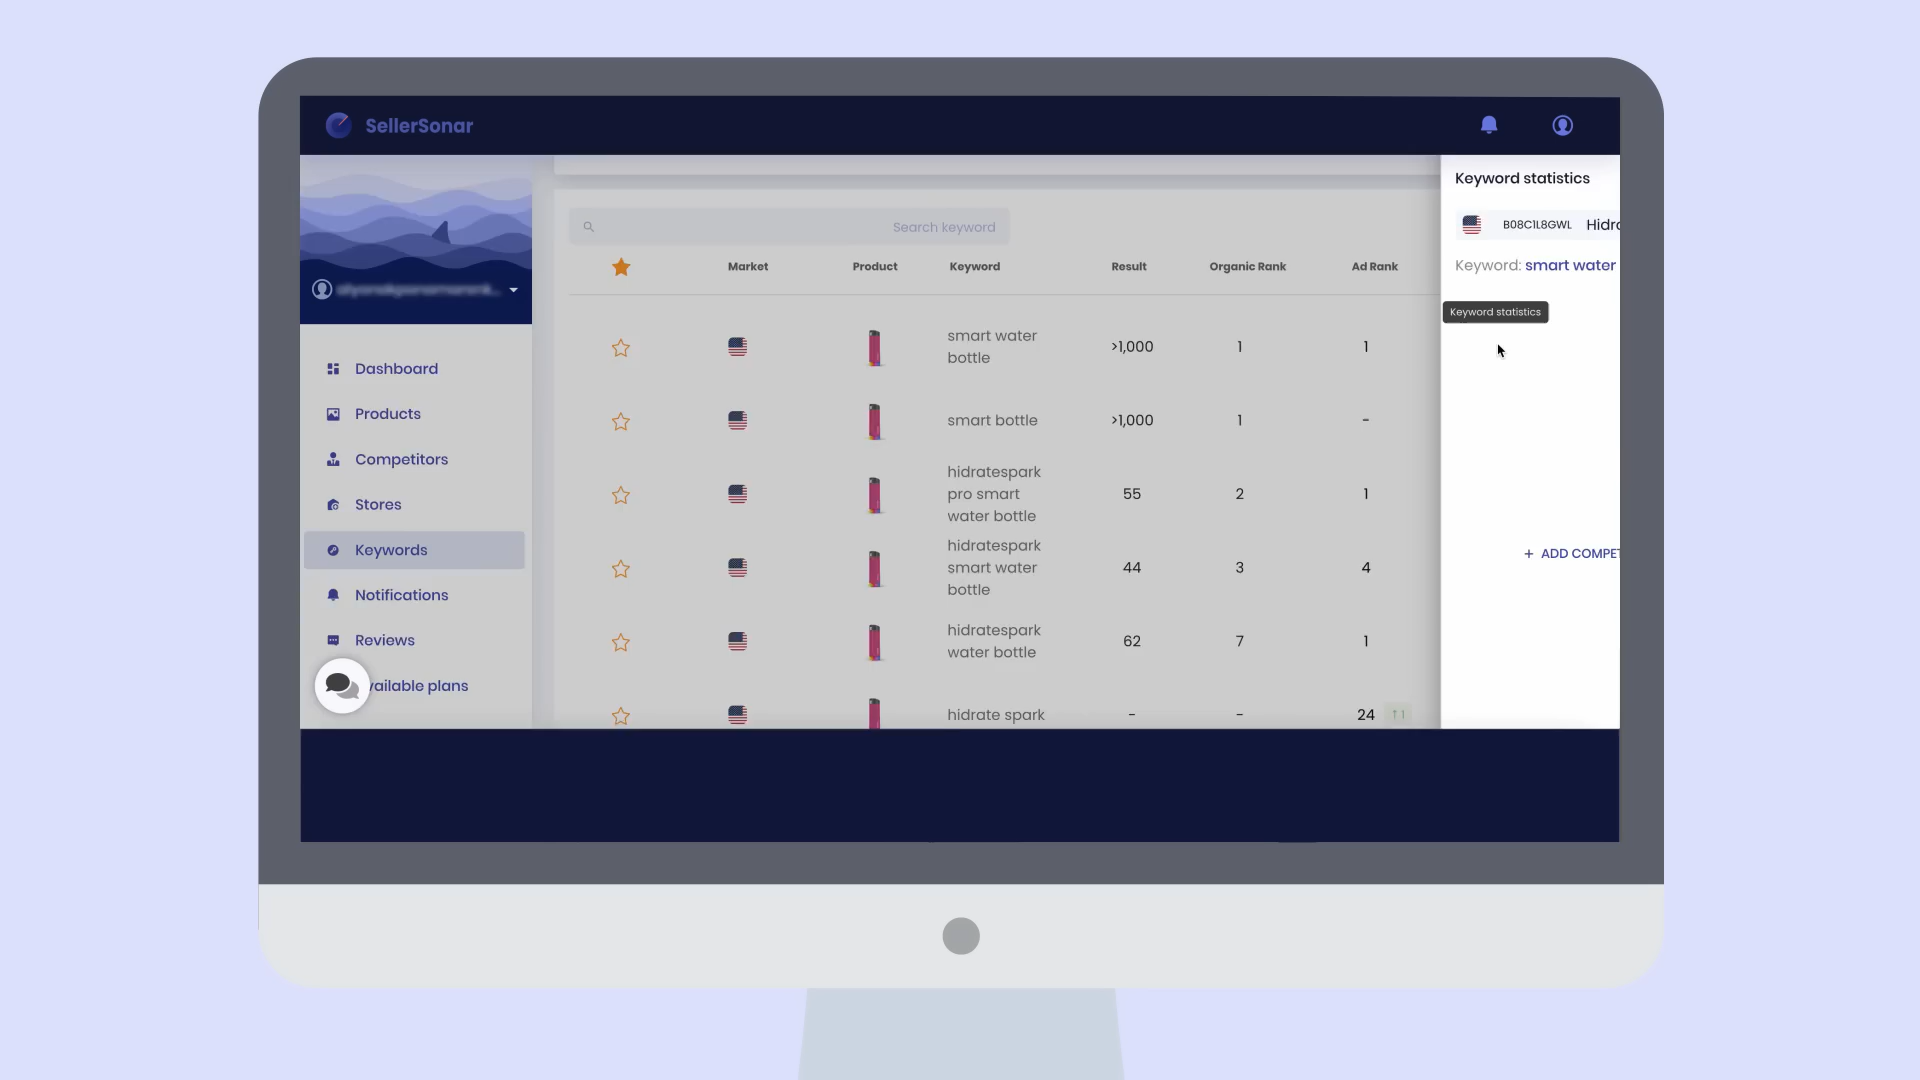 SellerSonar
Keyword statistics
B08C1L8GWL Hidr
Keyword: smart water
Keyword statistics
+ ADD COMPE
Search keyword
Market Product Keyword Result Organic Rank Ad Rank
smart water
bottle
>1,000 1 1
smart bottle >1,000 1 -
hidratespark
pro smart
water bottle
55 2 1
hidratespark
smart water
bottle
44 3 4
hidratespark
water bottle
62 7 1
hidrate spark - - 24 ↑1
Dashboard
Products
Competitors
Stores
Keywords
Notifications
Reviews
vailable plans